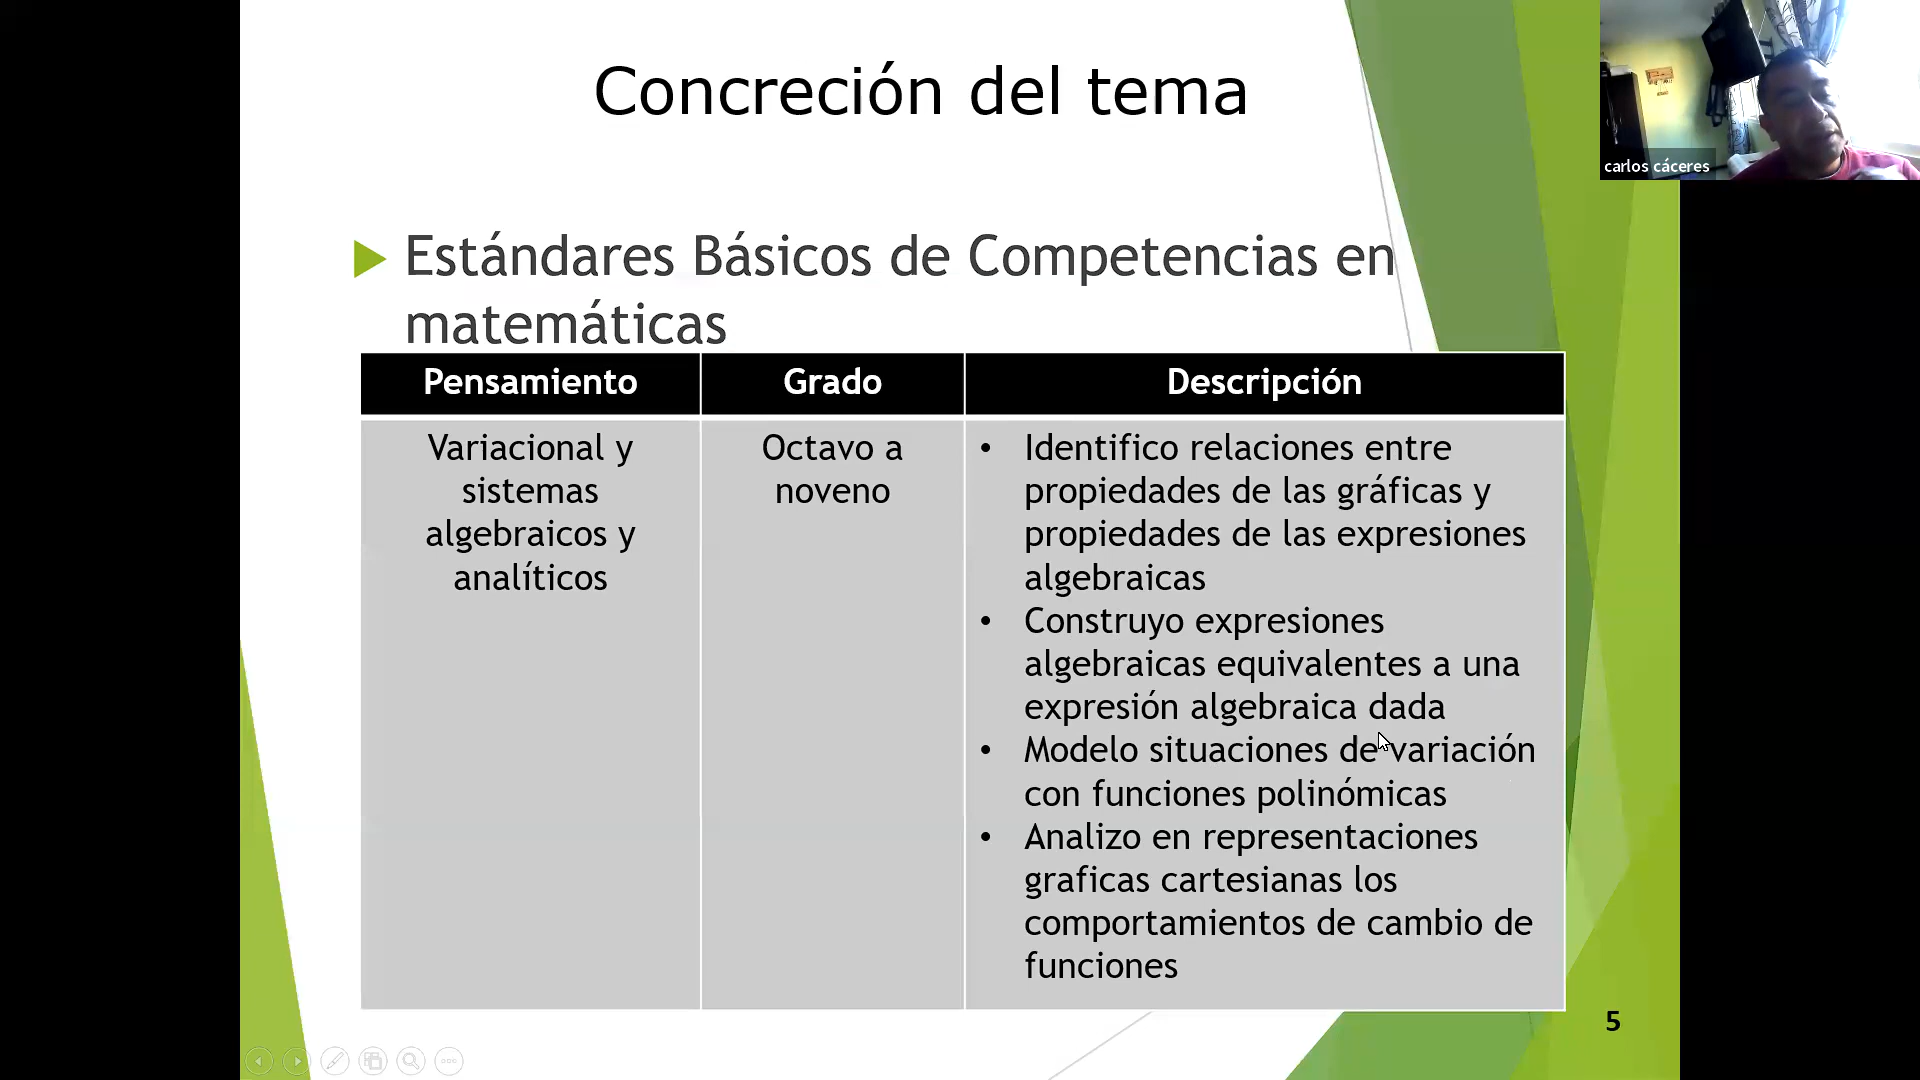 Concreción del tema
carlos cáceres
Estándares Básicos de Competencias en
matemáticas
Pensamiento
Grado
Descripción
Variacional y
sistemas
algebraicos y
analíticos
Octavo a
noveno
• Identifico relaciones entre
propiedades de las gráficas y
propiedades de las expresiones
algebraicas
• Construyo expresiones
algebraicas equivalentes a una
expresión algebraica dada
• Modelo situaciones de variación
con funciones polinómicas
• Analizo en representaciones
graficas cartesianas los
comportamientos de cambio de
funciones
5